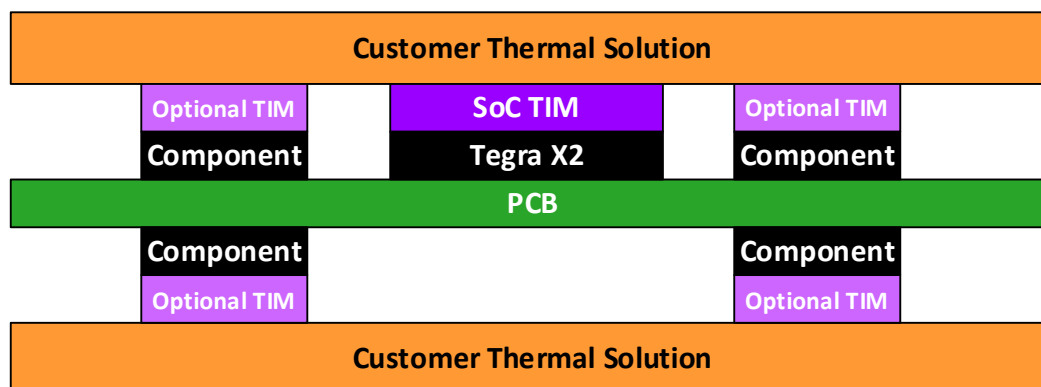 Customer Thermal Solution
Optional TIM SoC TIM Optional TIM
Component Tegra X2 Component
PCB
Component Component
Optional TIM Optional TIM
Customer Thermal Solution